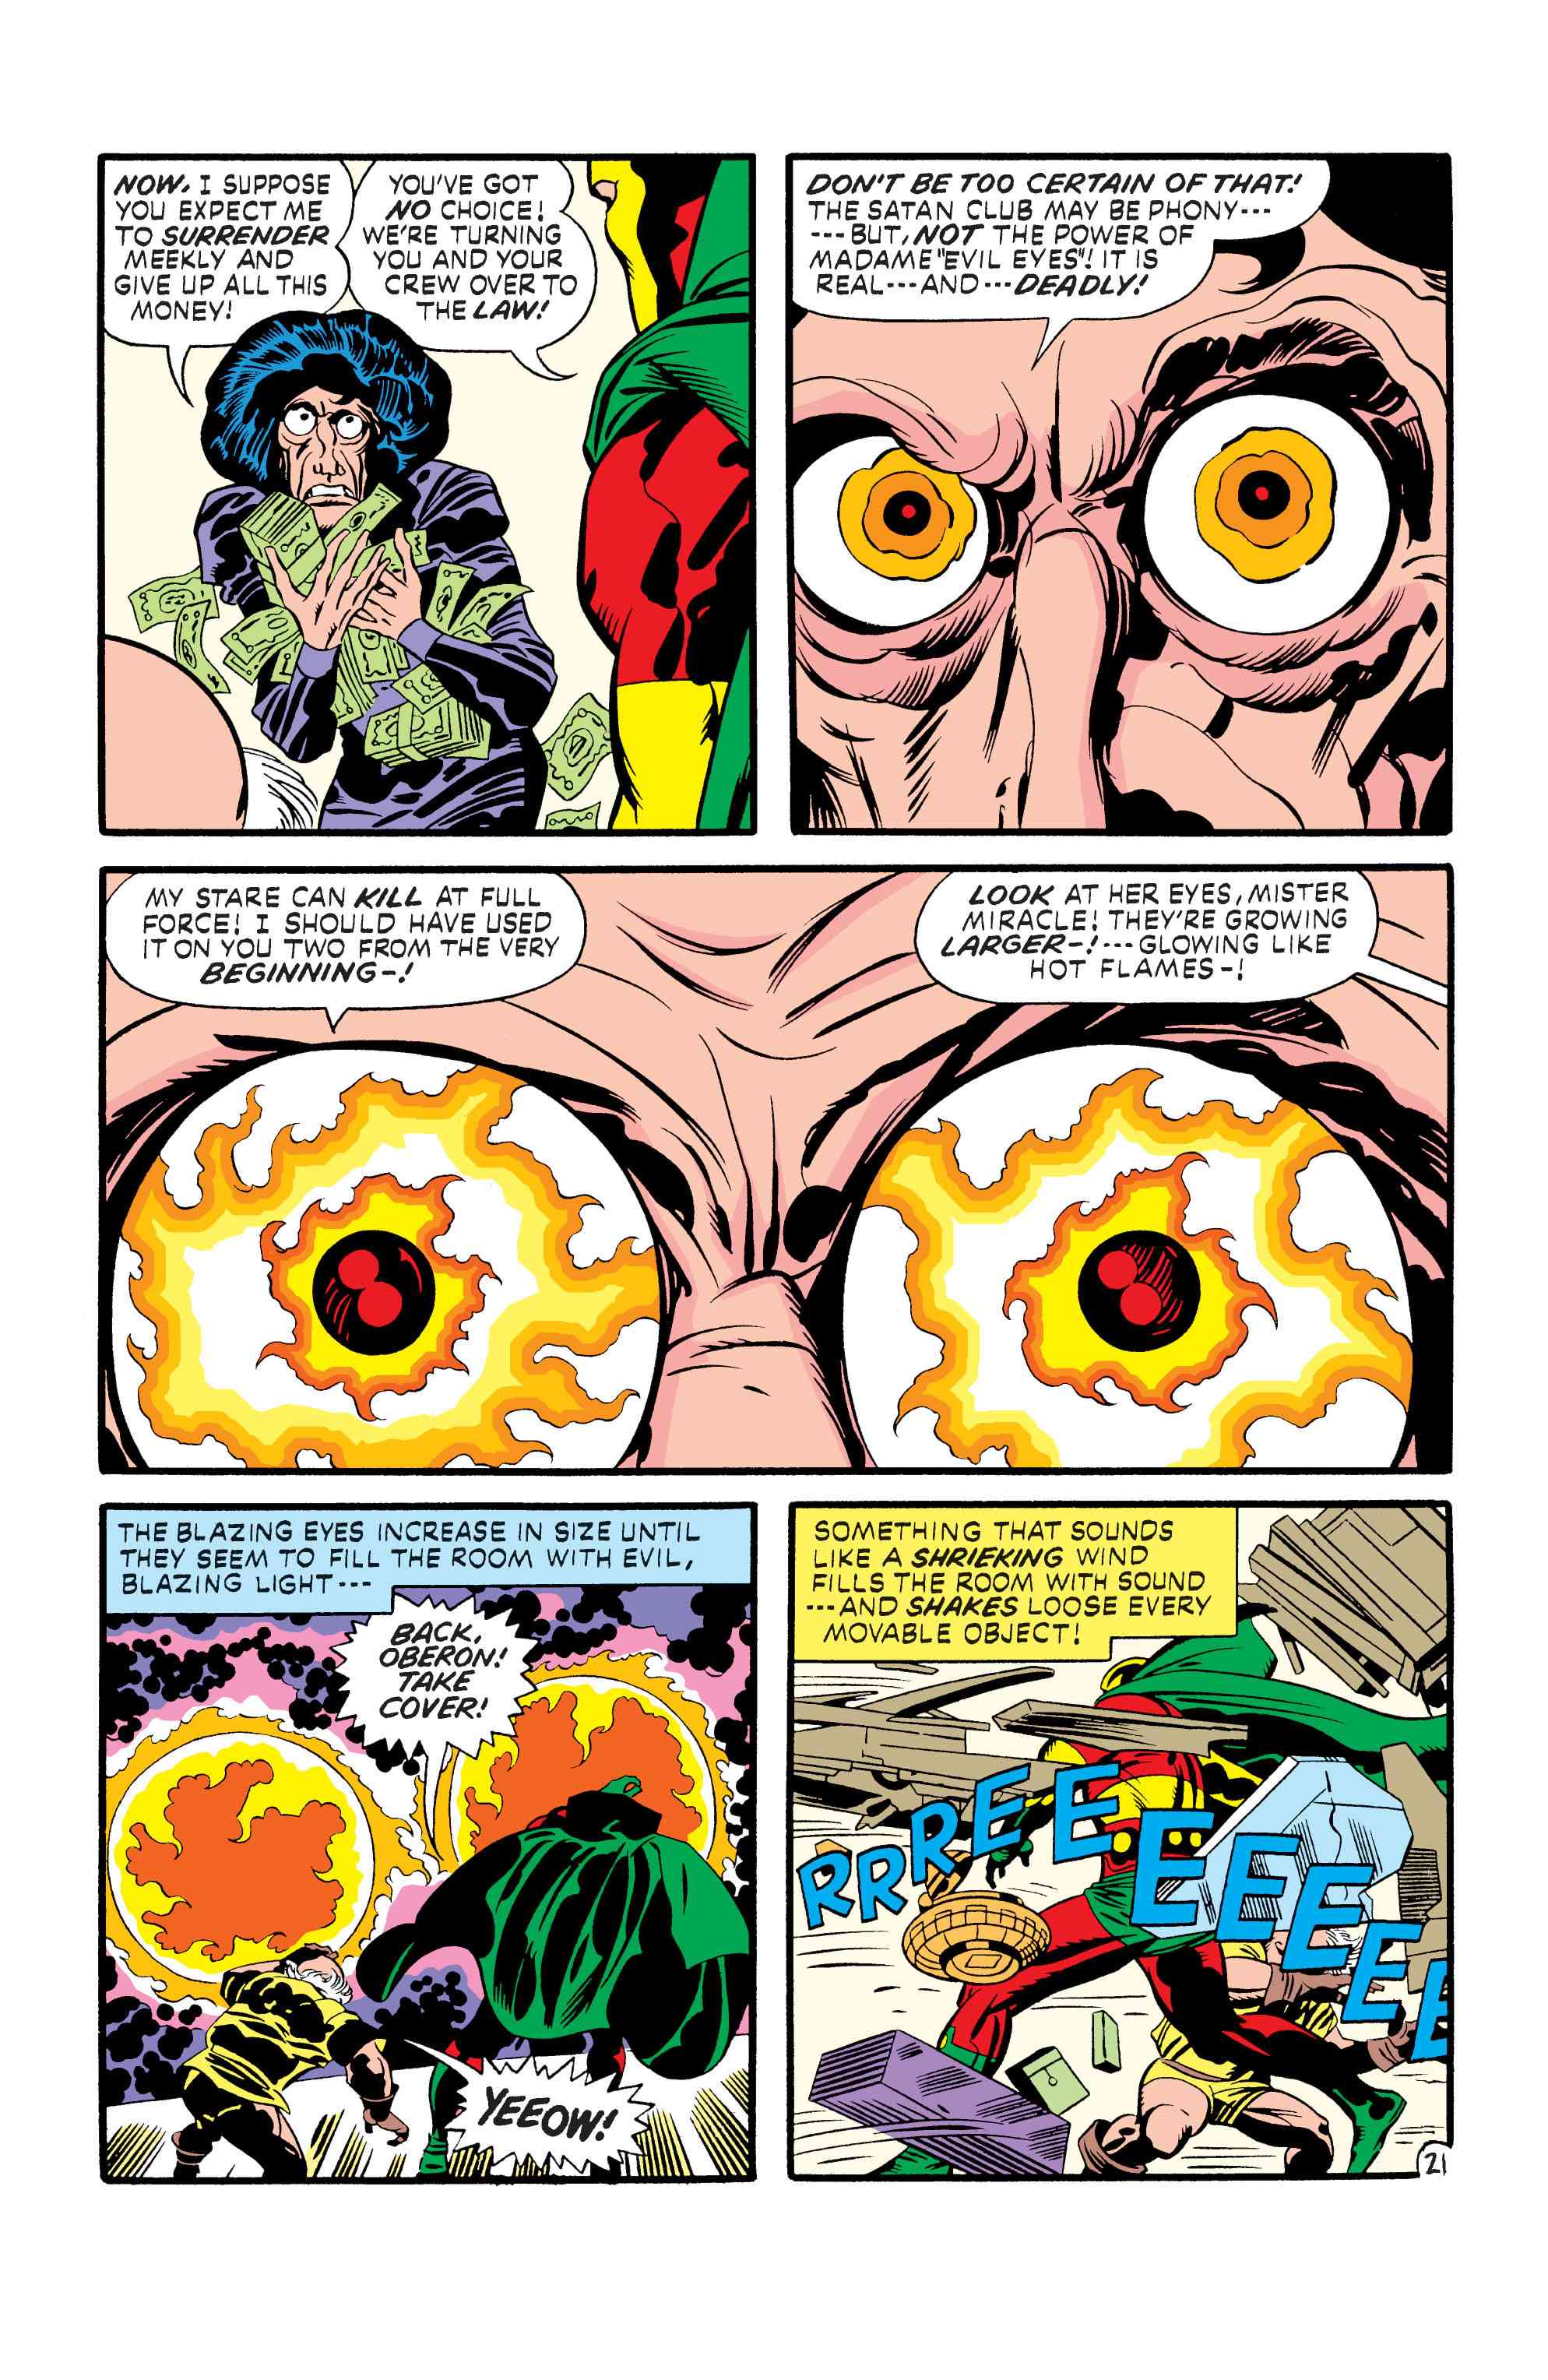 NOW, I SUPPOSE
YOU EXPECT ME
TO SURRENDER
MEEKLY AND
GIVE UP ALL THIS
MONEY!
YOU'VE GOT
NO CHOICE!
WE'RE TURNING
YOU AND YOUR
CREW OVER TO
THE LAW!
DON'T BE TOO CERTAIN OF THAT!
THE SATAN CLUB MAY BE PHONY---
---BUT, NOT THE POWER OF
MADAME "EVIL EYES"! IT IS
REAL---AND---DEADLY!
MY STARE CAN KILL AT FULL
FORCE! I SHOULD HAVE USED
IT ON YOU TWO FROM THE VERY
BEGINNING-!
LOOK AT HER EYES, MISTER
MIRACLE! THEY'RE GROWING
LARGER-!---GLOWING LIKE
HOT FLAMES-!
THE BLAZING EYES INCREASE IN SIZE UNTIL
THEY SEEM TO FILL THE ROOM WITH EVIL,
BLAZING LIGHT---
BACK,
OBERON!
TAKE
COVER!
YEEOW!
SOMETHING THAT SOUNDS
LIKE A SHRIEKING WIND
FILLS THE ROOM WITH SOUND
---AND SHAKES LOOSE EVERY
MOVABLE OBJECT!
RRREEEEEEEE
21